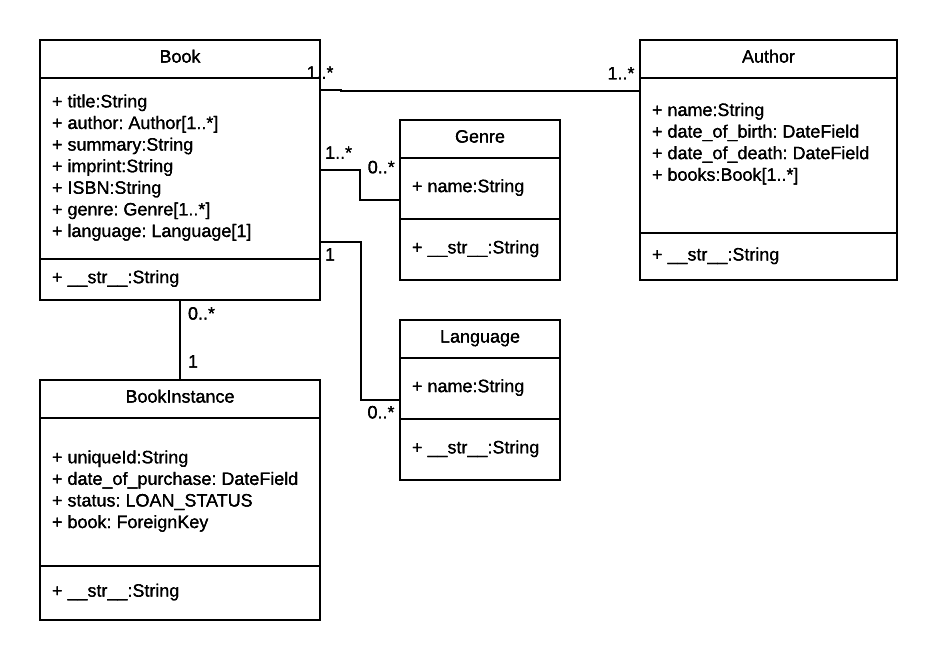 Book
+ title:String
+ author: Author[1..*]
+ summary:String
+ imprint:String
+ ISBN:String
+ genre: Genre[1..*]
+ language: Language[1]
+ __str__:String
1..*
1..*
Author
+ name:String
+ date_of_birth: DateField
+ date_of_death: DateField
+ books:Book[1..*]
+ __str__:String
1..*
0..*
Genre
+ name:String
+ __str__:String
1
0..*
Language
+ name:String
+ __str__:String
0..*
1
BookInstance
+ uniqueId:String
+ date_of_purchase: DateField
+ status: LOAN_STATUS
+ book: ForeignKey
+ __str__:String